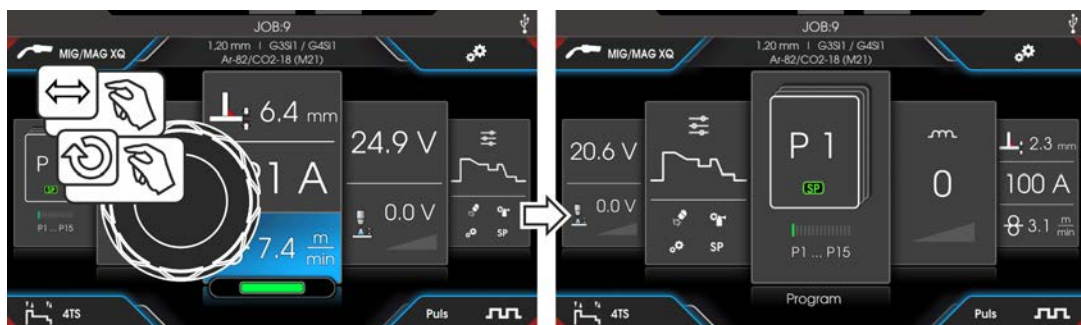 JOB:9
MIG/MAG XQ
1,20 mm I G3Si1 / G4Si1
Ar-82/CO2-18 (M21)
6.4 mm
24.9 V
P
1 A
SP
0.0 V
P1 ... P15
7.4 m/min
SP
4TS
Puls
JOB:9
MIG/MAG XQ
1,20 mm I G3Si1 / G4Si1
Ar-82/CO2-18 (M21)
20.6 V
P 1
2.3 mm
SP
0
100 A
0.0 V
3.1 m/min
SP
P1 ... P15
Program
4TS
Puls